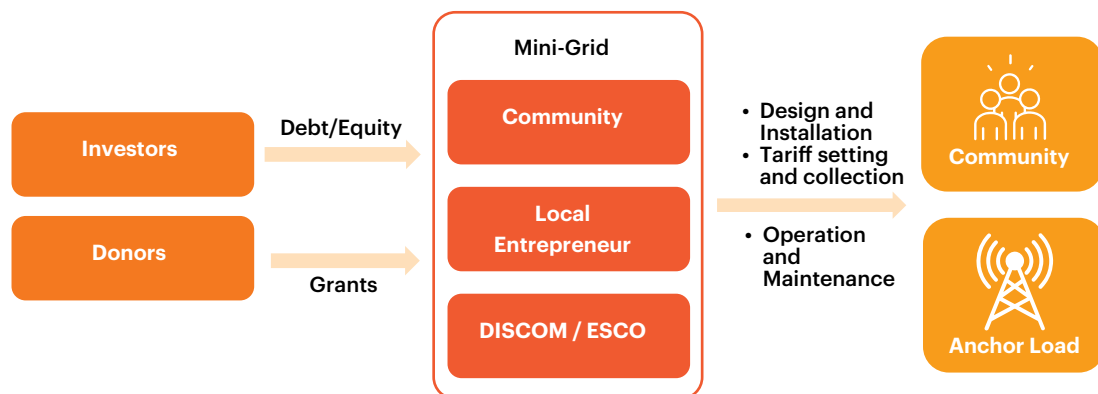 Investors
Donors
Debt/Equity
Grants
Mini-Grid
Community
Local
Entrepreneur
DISCOM / ESCO
• Design and
Installation
• Tariff setting
and collection
• Operation
and
Maintenance
Community
Anchor Load